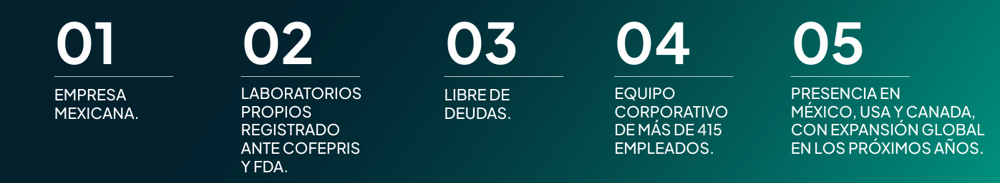 01
EMPRESA
MEXICANA.
02
LABORATORIOS
PROPIOS
REGISTRADO
ANTE COFEPRIS
Y FDA.
03
LIBRE DE
DEUDAS.
04
EQUIPO
CORPORATIVO
DE MÁS DE 415
EMPLEADOS.
05
PRESENCIA EN
MÉXICO, USA Y CANADA,
CON EXPANSIÓN GLOBAL
EN LOS PRÓXIMOS AÑOS.